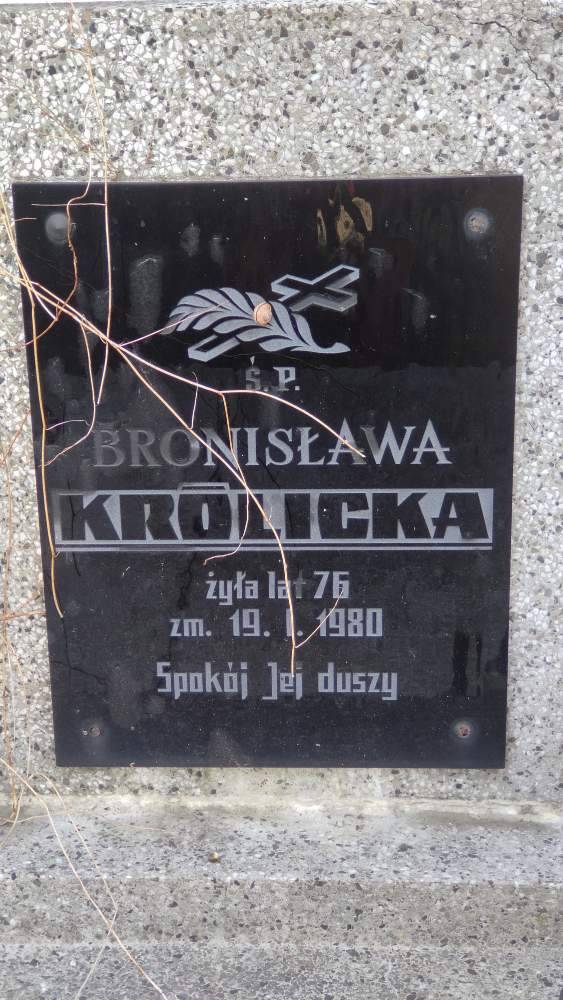 Ś.P.
BRONISŁAWA
KRÓLICKA
żyła lat 76
zm. 19. I. 1980
Spokój Jej duszy